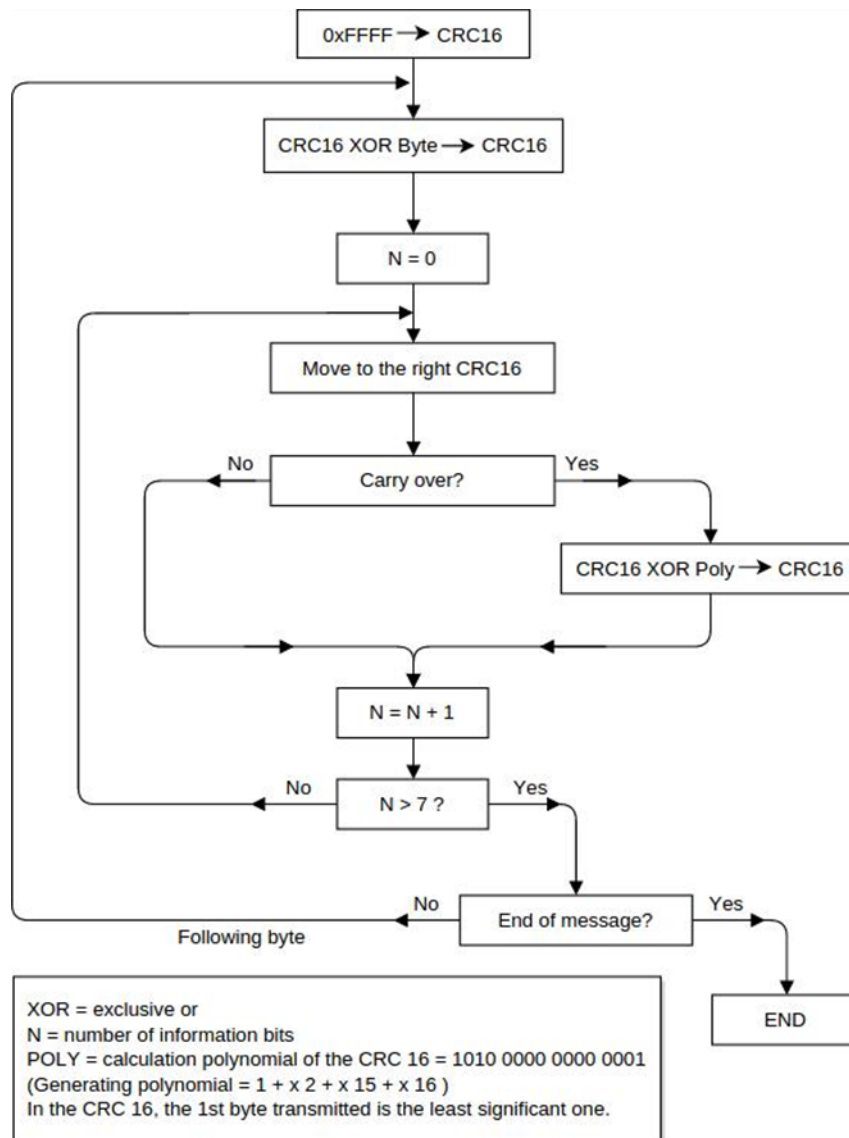 0xFFFF → CRC16
CRC16 XOR Byte → CRC16
N = 0
Move to the right CRC16
No
Carry over?
Yes
CRC16 XOR Poly → CRC16
N = N + 1
No
N > 7 ?
Yes
No
End of message?
Yes
Following byte
END
XOR = exclusive or
N = number of information bits
POLY = calculation polynomial of the CRC 16 = 1010 0000 0000 0001
(Generating polynomial = 1 + x 2 + x 15 + x 16 )
In the CRC 16, the 1st byte transmitted is the least significant one.